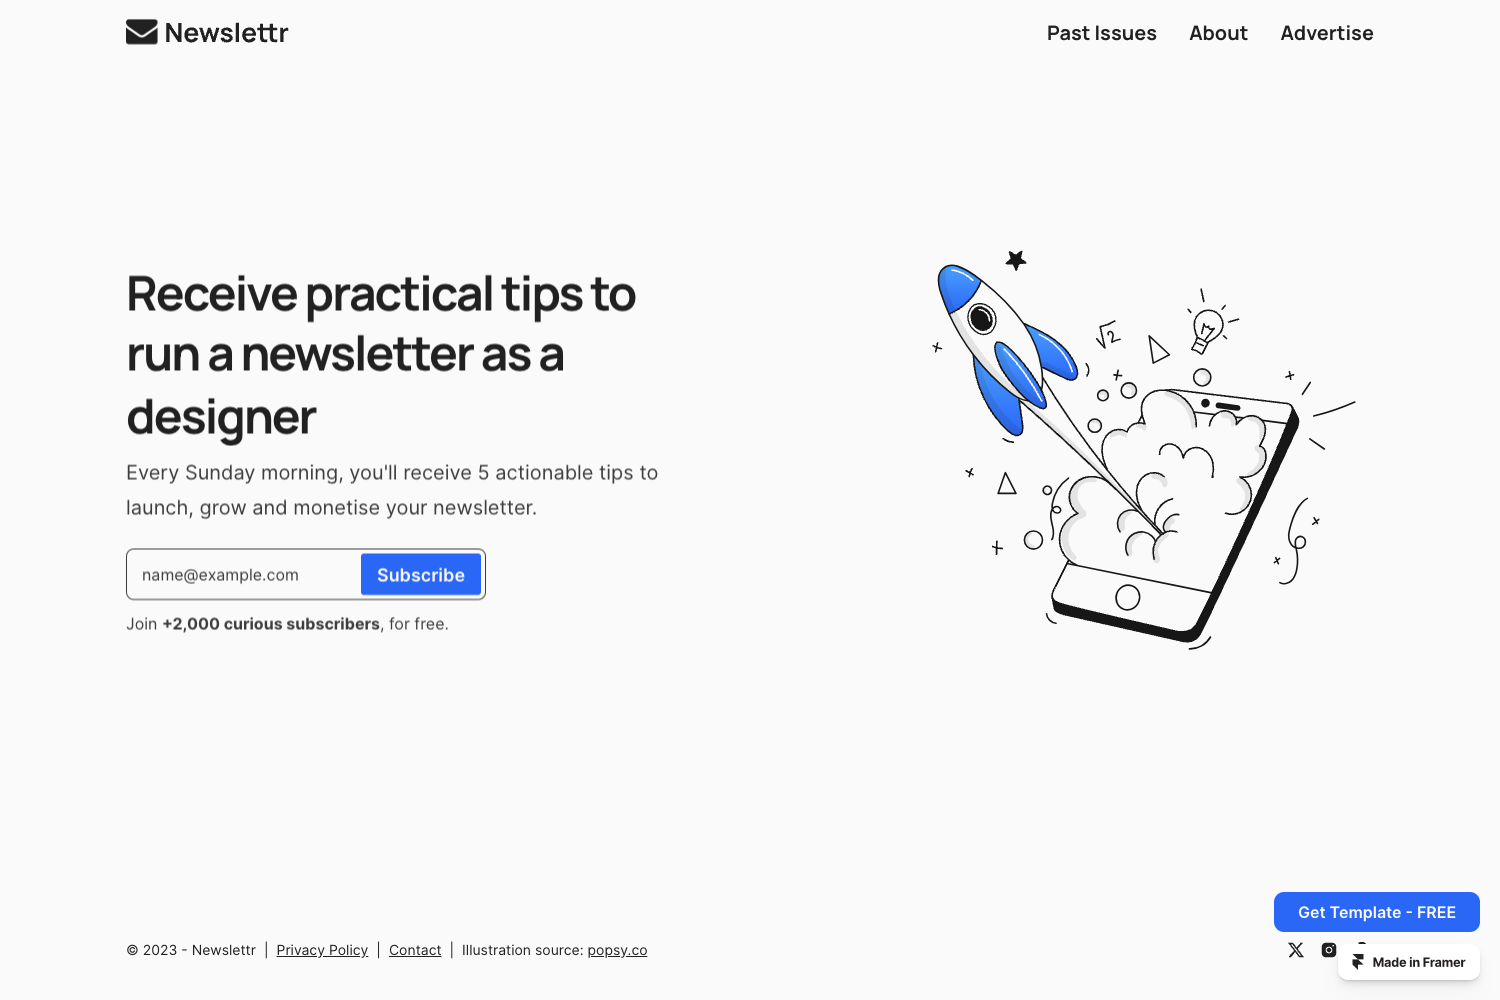 Newslettr
Past Issues About Advertise
Receive practical tips to
run a newsletter as a
designer
Every Sunday morning, you'll receive 5 actionable tips to
launch, grow and monetise your newsletter.
name@example.com Subscribe
Join +2,000 curious subscribers, for free.
√2
Get Template - FREE
© 2023 - Newslettr | Privacy Policy | Contact | Illustration source: popsy.co
Made in Framer